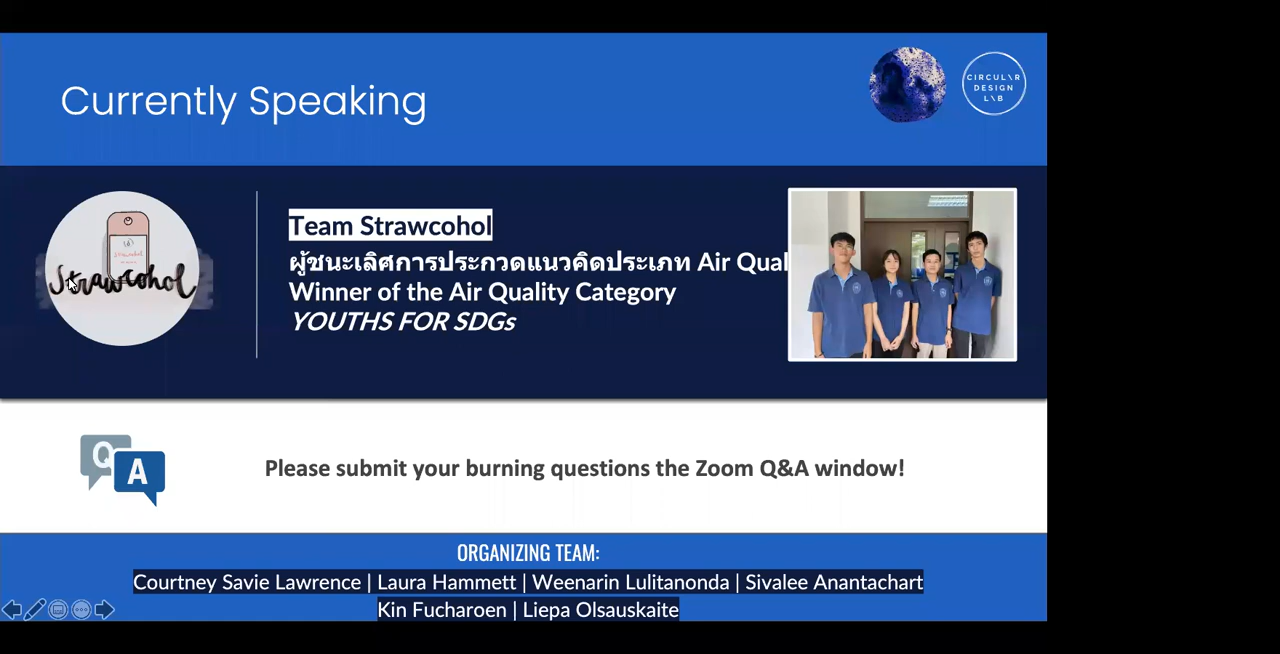 Currently Speaking
CIRCUL\R
DESIGN
L\B
Strawcohol
Team Strawcohol
ผู้ชนะเลิศการประกวดแนวคิดประเภท Air Qual
Winner of the Air Quality Category
YOUTHS FOR SDGs
Q
A
Please submit your burning questions the Zoom Q&A window!
ORGANIZING TEAM:
Courtney Savie Lawrence | Laura Hammett | Weenarin Lulitanonda | Sivalee Anantachart
Kin Fucharoen | Liepa Olsauskaite